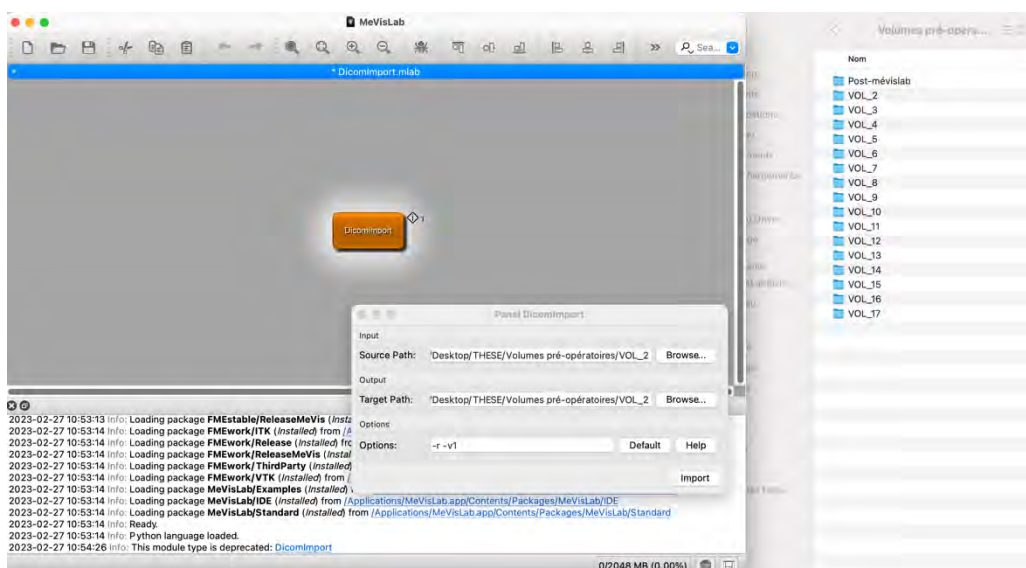 MeVisLab
Sea...
* DicomImport.mlab
DicomImport
1
Panel DicomImport
Input
Source Path: 'Desktop/THESE/Volumes pré-opératoires/VOL_2 Browse...
Output
Target Path: 'Desktop/THESE/Volumes pré-opératoires/VOL_2 Browse...
Options
Options: -r -v1 Default Help
Import
2023-02-27 10:53:13 Info: Loading package FMEstable/ReleaseMeVis (Insta
2023-02-27 10:53:14 Info: Loading package FMEwork/ITK (Installed) from /A
2023-02-27 10:53:14 Info: Loading package FMEwork/Release (Installed) fro
2023-02-27 10:53:14 Info: Loading package FMEwork/ReleaseMeVis (Instal
2023-02-27 10:53:14 Info: Loading package FMEwork/ThirdParty (Installed)
2023-02-27 10:53:14 Info: Loading package FMEwork/VTK (Installed) from /
2023-02-27 10:53:14 Info: Loading package MeVisLab/Examples (Installed)
2023-02-27 10:53:14 Info: Loading package MeVisLab/IDE (Installed) from /Applications/MeVisLab.app/Contents/Packages/MeVisLab/IDE
2023-02-27 10:53:14 Info: Loading package MeVisLab/Standard (Installed) from /Applications/MeVisLab.app/Contents/Packages/MeVisLab/Standard
2023-02-27 10:53:14 Info: Ready.
2023-02-27 10:53:14 Info: Python language loaded.
2023-02-27 10:54:26 Info: This module type is deprecated: DicomImport
0/2048 MB (0.00%)
Volumes pré-opéra...
Nom
Post-mévislab
VOL_2
VOL_3
VOL_4
VOL_5
VOL_6
VOL_7
VOL_8
VOL_9
VOL_10
VOL_11
VOL_12
VOL_13
VOL_14
VOL_15
VOL_16
VOL_17